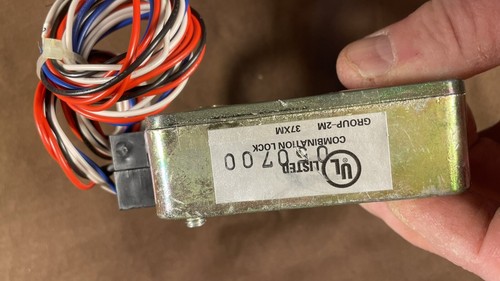 UL
LISTED
COMBINATION LOCK
GROUP-2M 37XM